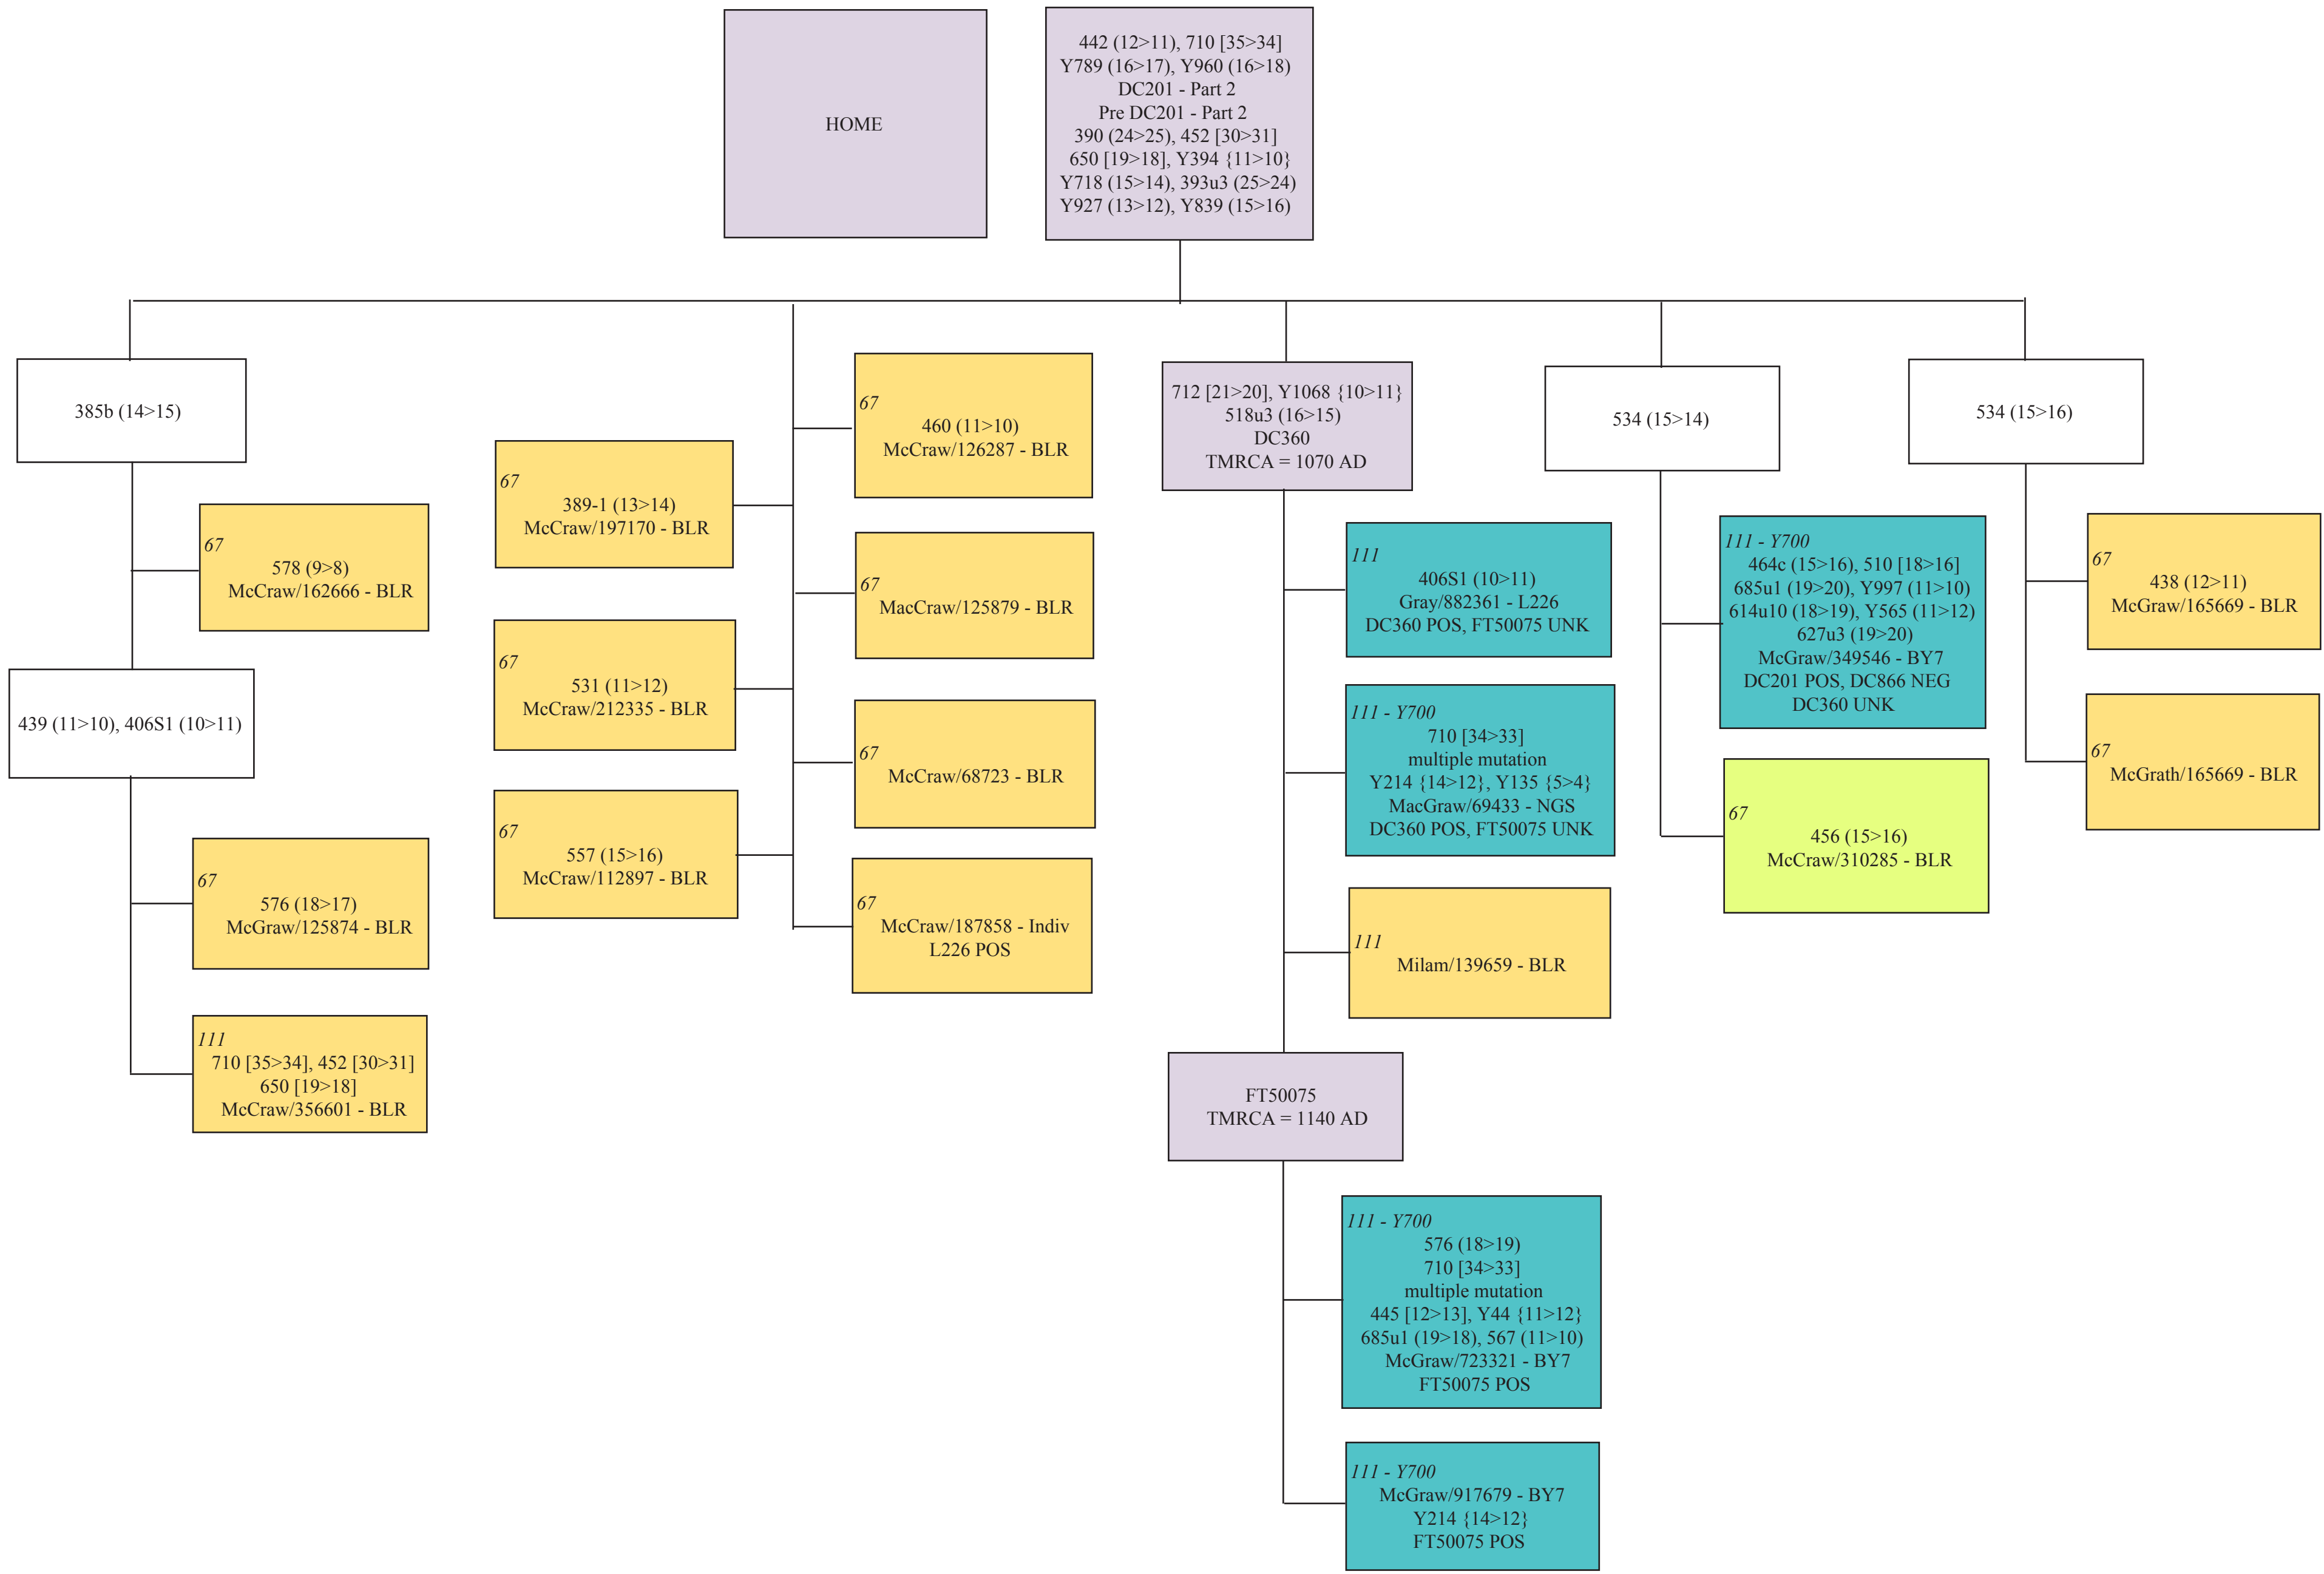 HOME
442 (12>11), 710 [35>34]
Y789 (16>17), Y960 (16>18)
DC201 - Part 2
Pre DC201 - Part 2
390 (24>25), 452 [30>31]
650 [19>18], Y394 {11>10}
Y718 (15>14), 393u3 (25>24)
Y927 (13>12), Y839 (15>16)
385b (14>15)
67
578 (9>8)
McCraw/162666 - BLR
439 (11>10), 406S1 (10>11)
67
576 (18>17)
McGraw/125874 - BLR
111
710 [35>34], 452 [30>31]
650 [19>18]
McCraw/356601 - BLR
67
389-1 (13>14)
McCraw/197170 - BLR
67
531 (11>12)
McCraw/212335 - BLR
67
557 (15>16)
McCraw/112897 - BLR
67
460 (11>10)
McCraw/126287 - BLR
67
MacCraw/125879 - BLR
67
McCraw/68723 - BLR
67
McCraw/187858 - Indiv
L226 POS
712 [21>20], Y1068 {10>11}
518u3 (16>15)
DC360
TMRCA = 1070 AD
111
406S1 (10>11)
Gray/882361 - L226
DC360 POS, FT50075 UNK
111 - Y700
710 [34>33]
multiple mutation
Y214 {14>12}, Y135 {5>4}
MacGraw/69433 - NGS
DC360 POS, FT50075 UNK
111
Milam/139659 - BLR
FT50075
TMRCA = 1140 AD
111 - Y700
576 (18>19)
710 [34>33]
multiple mutation
445 [12>13], Y44 {11>12}
685u1 (19>18), 567 (11>10)
McGraw/723321 - BY7
FT50075 POS
111 - Y700
McGraw/917679 - BY7
Y214 {14>12}
FT50075 POS
534 (15>14)
111 - Y700
464c (15>16), 510 [18>16]
685u1 (19>20), Y997 (11>10)
614u10 (18>19), Y565 (11>12)
627u3 (19>20)
McGraw/349546 - BY7
DC201 POS, DC866 NEG
DC360 UNK
67
456 (15>16)
McCraw/310285 - BLR
534 (15>16)
67
438 (12>11)
McGraw/165669 - BLR
67
McGrath/165669 - BLR